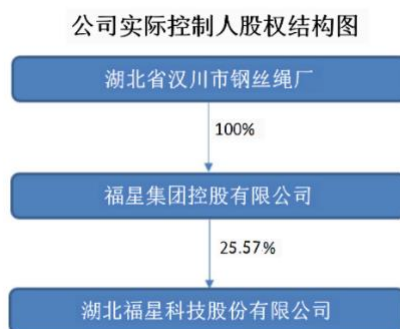 公司实际控制人股权结构图
湖北省汉川市钢丝绳厂
100%
福星集团控股有限公司
25.57%
湖北福星科技股份有限公司